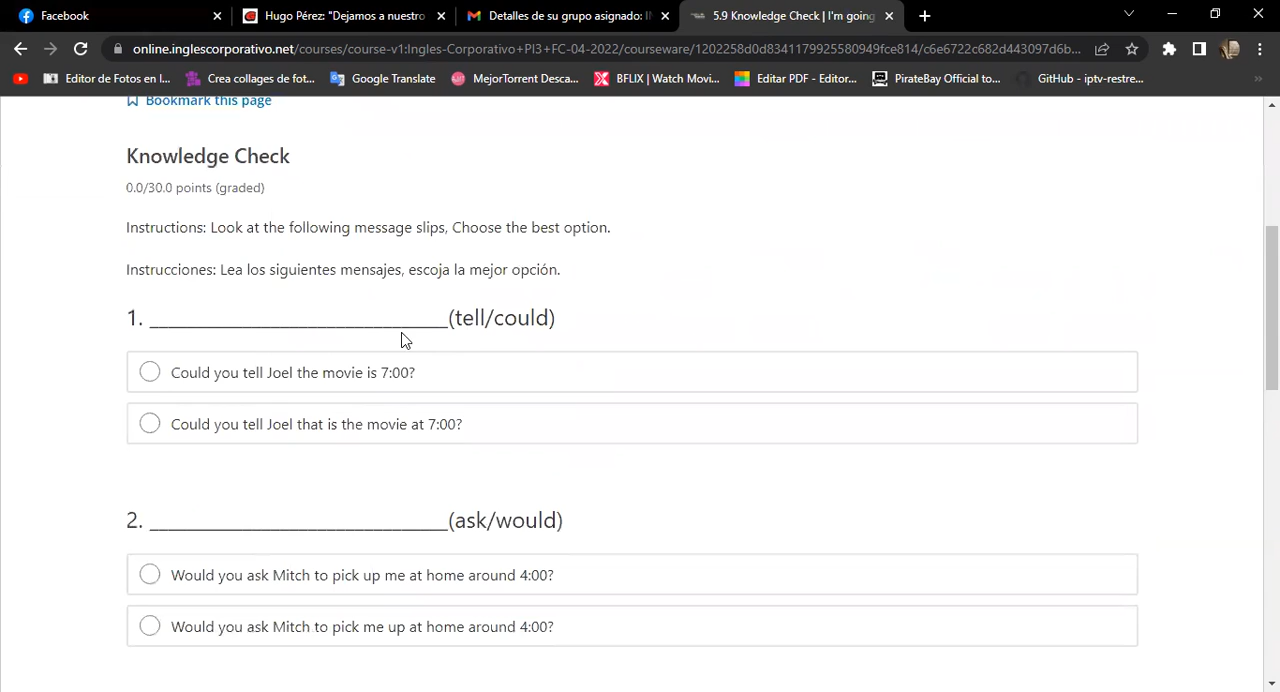 Facebook
Hugo Pérez: "Dejamos a nuestro
Detalles de su grupo asignado: I
5.9 Knowledge Check | I'm going
online.inglescorporativo.net/courses/course-v1:Ingles-Corporativo+PI3+FC-04-2022/courseware/1202258d0d8341179925580949fce814/c6e6722c682d443097d6b...
Editor de Fotos en l...
Crea collages de fot...
Google Translate
MejorTorrent Desca...
BFLIX | Watch Movi...
Editar PDF - Editor...
PirateBay Official to...
GitHub - iptv-restre...
»
Bookmark this page
Knowledge Check
0.0/30.0 points (graded)
Instructions: Look at the following message slips, Choose the best option.
Instrucciones: Lea los siguientes mensajes, escoja la mejor opción.
1. ______________________________(tell/could)
Could you tell Joel the movie is 7:00?
Could you tell Joel that is the movie at 7:00?
2. ______________________________(ask/would)
Would you ask Mitch to pick up me at home around 4:00?
Would you ask Mitch to pick me up at home around 4:00?